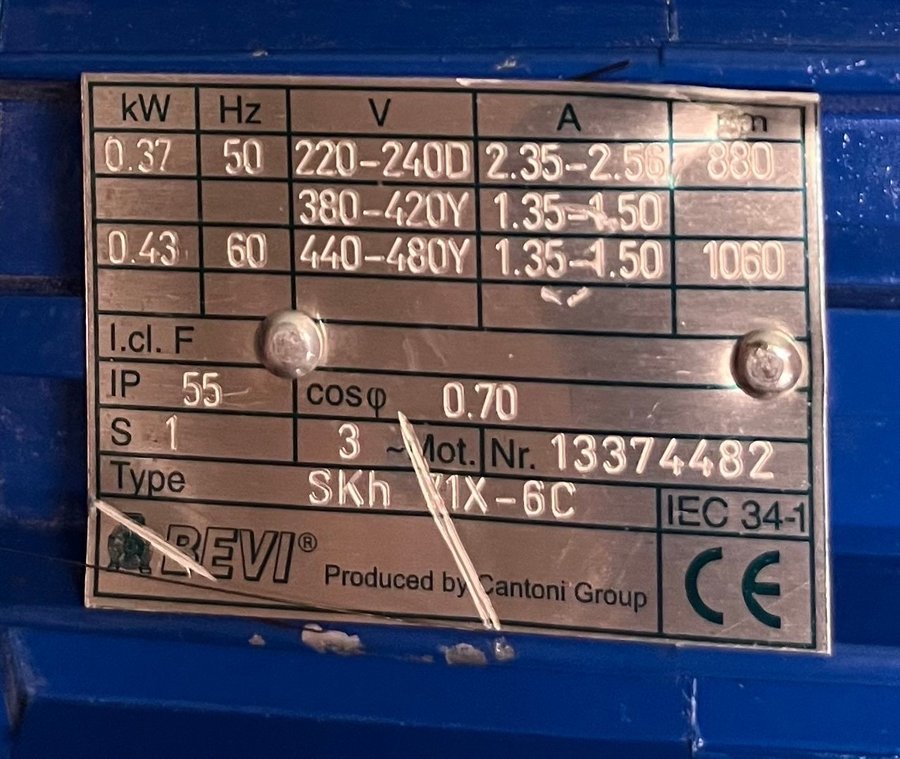 kW Hz V A
0.37 50 220-240D 2.35-2.56 880
380-420Y 1.35-1.50
0.43 60 440-480Y 1.35-1.50 1060
I.cl. F
IP 55 cosφ 0.70
S 1 3 ~Mot. Nr. 13374482
Type SKh 71X-6C IEC 34-1
BEVI® Produced by Cantoni Group CE